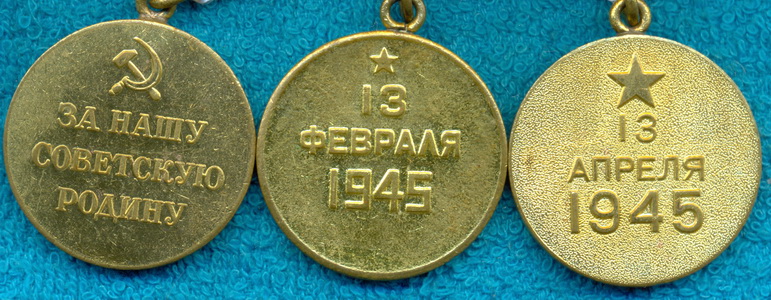 ЗА НАШУ
СОВЕТСКУЮ
РОДИНУ
13
ФЕВРАЛЯ
1945
13
АПРЕЛЯ
1945